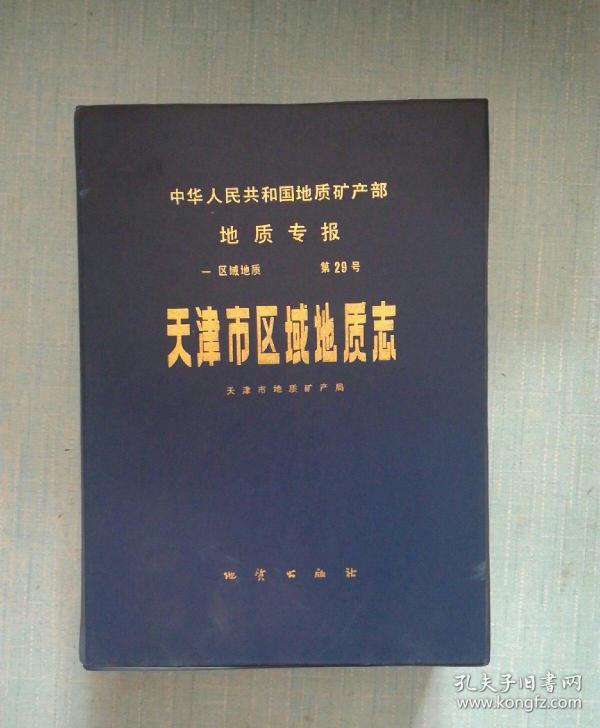 中华人民共和国地质矿产部
地质专报
一 区域地质 第29号
天津市区域地质志
天津市地质矿产局
地质出版社
孔夫子旧书网
www.kongfz.com